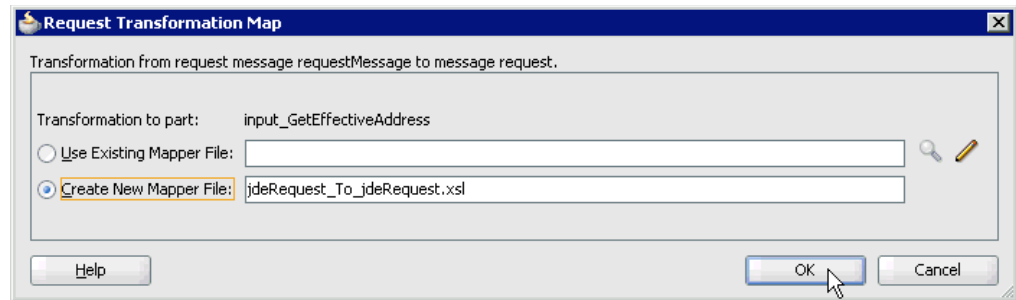 Request Transformation Map
Transformation from request message requestMessage to message request.
Transformation to part: input_GetEffectiveAddress
Use Existing Mapper File:
Create New Mapper File: jdeRequest_To_jdeRequest.xsl
Help OK Cancel